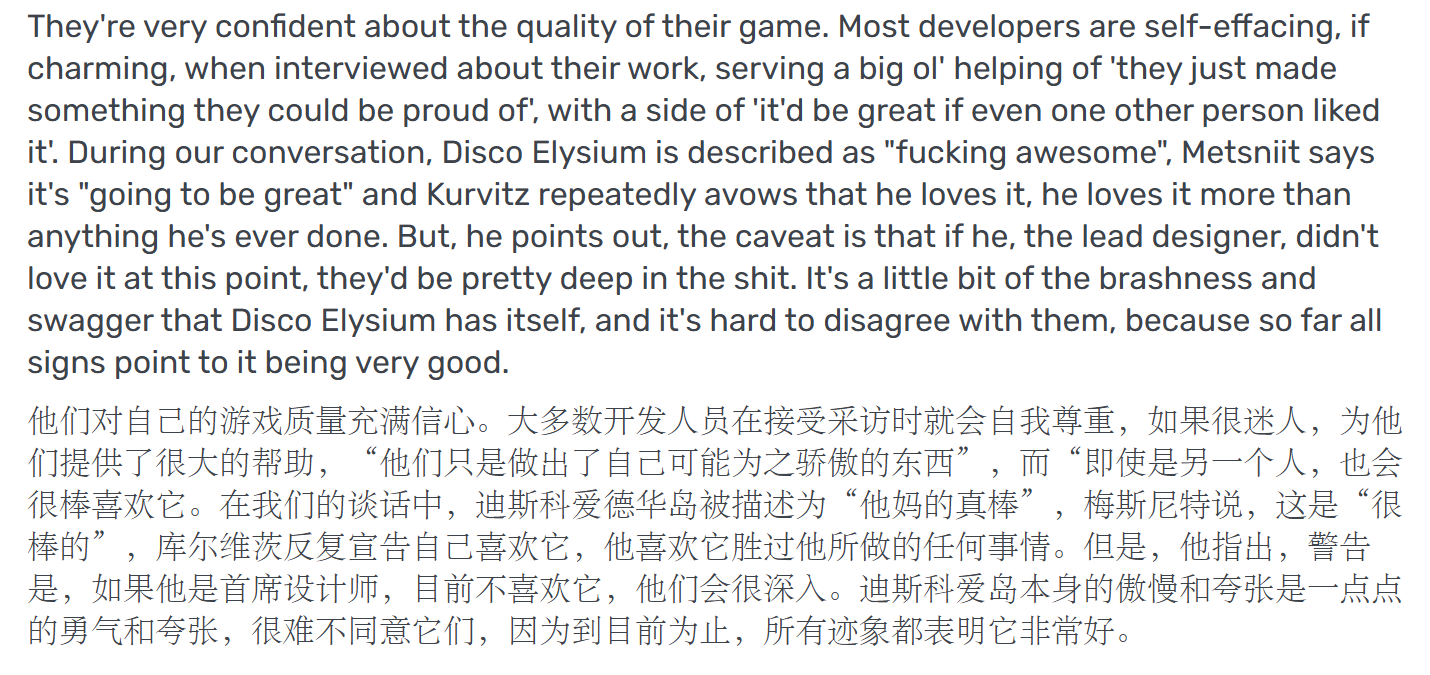 They're very confident about the quality of their game. Most developers are self-effacing, if
charming, when interviewed about their work, serving a big ol' helping of 'they just made
something they could be proud of', with a side of 'it'd be great if even one other person liked
it'. During our conversation, Disco Elysium is described as "fucking awesome", Metsniit says
it's "going to be great" and Kurvitz repeatedly avows that he loves it, he loves it more than
anything he's ever done. But, he points out, the caveat is that if he, the lead designer, didn't
love it at this point, they'd be pretty deep in the shit. It's a little bit of the brashness and
swagger that Disco Elysium has itself, and it's hard to disagree with them, because so far all
signs point to it being very good.
他们对自己的游戏质量充满信心。大多数开发人员在接受采访时就会自我尊重，如果很迷人，为他
们提供了很大的帮助，“他们只是做出了自己可能为之骄傲的东西”，而“即使是另一个人，也会
很棒喜欢它。在我们的谈话中，迪斯科爱德华岛被描述为“他妈的真棒”，梅斯尼特说，这是“很
棒的”，库尔维茨反复宣告自己喜欢它，他喜欢它胜过他所做的任何事情。但是，他指出，警告
是，如果他是首席设计师，目前不喜欢它，他们会很深入。迪斯科爱岛本身的傲慢和夸张是一点点
的勇气和夸张，很难不同意它们，因为到目前为止，所有迹象都表明它非常好。